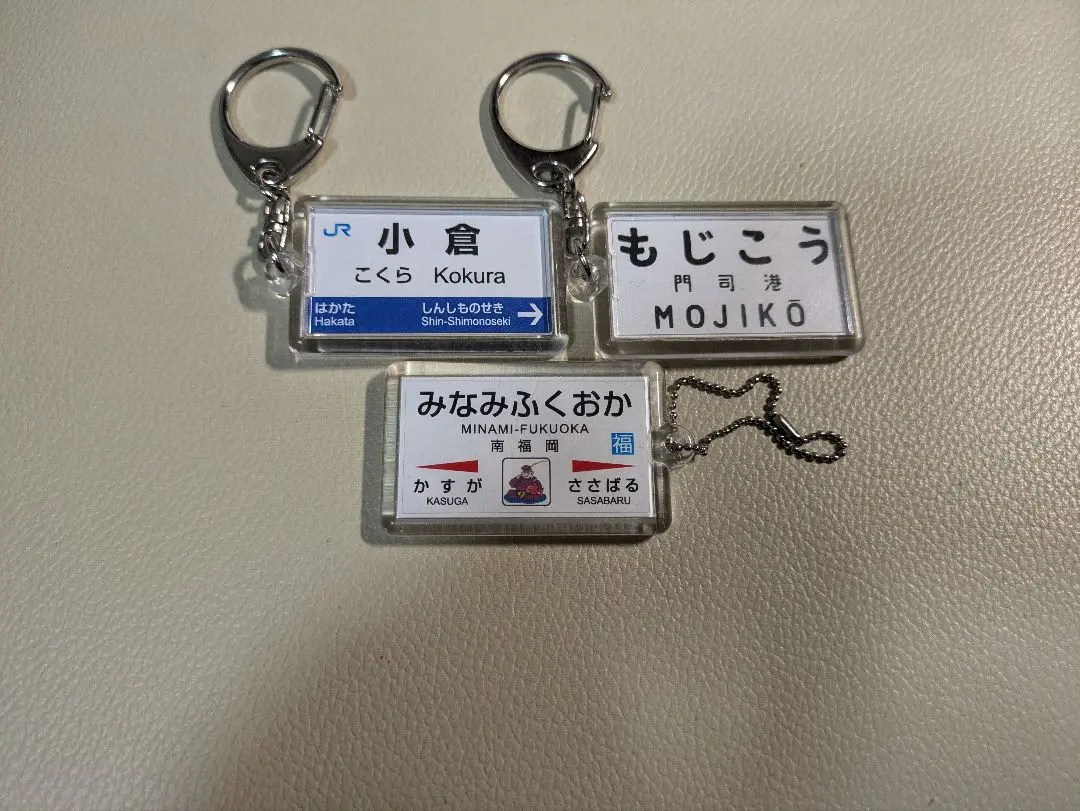 JR 小倉
こくら Kokura
はかた しんしものせき
Hakata Shin-Shimonoseki
もじこう
門司港
MOJIKŌ
みなみふくおか
MINAMI-FUKUOKA
南福岡 福
かすが ささばる
KASUGA SASABARU